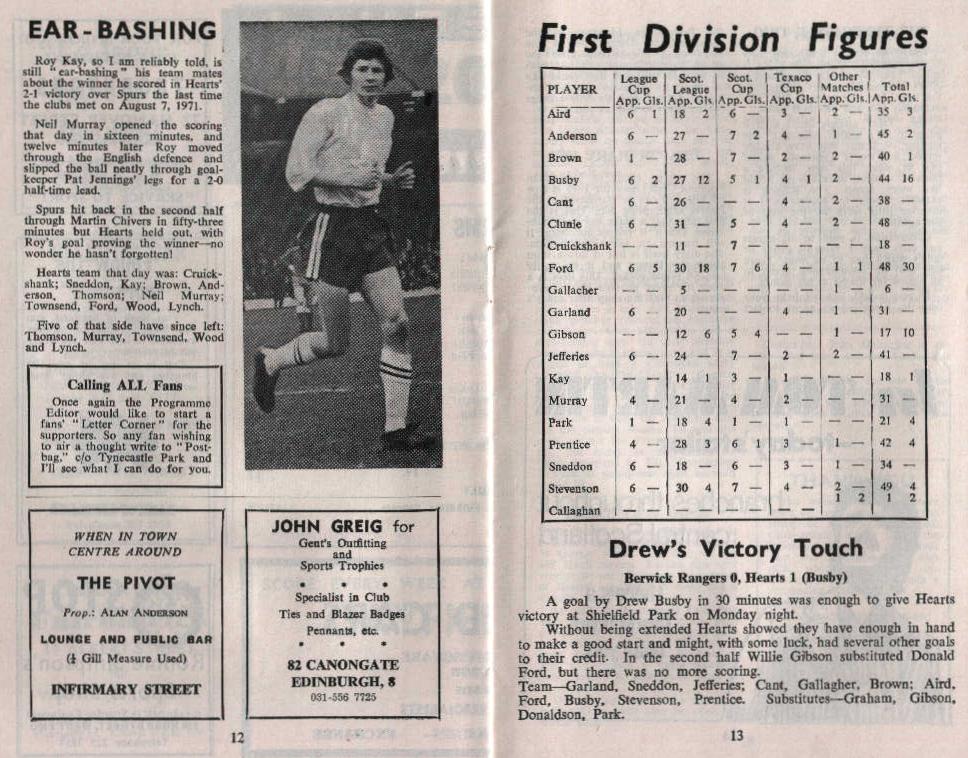 EAR-BASHING
Roy Kay, so I am reliably told, is
still "ear-bashing" his team mates
about the winner he scored in Hearts'
2-1 victory over Spurs the last time
the clubs met on August 7, 1971.
Neil Murray opened the scoring
that day in sixteen minutes, and
twelve minutes later Roy moved
through the English defence and
slipped the ball neatly through goal-
keeper Pat Jennings' legs for a 2-0
half-time lead.
Spurs hit back in the second half
through Martin Chivers in fifty-three
minutes but Hearts held out, with
Roy's goal proving the winner—no
wonder he hasn't forgotten!
Hearts team that day was: Cruick-
shank; Sneddon, Kay; Brown, And-
erson, Thomson; Neil Murray;
Townsend, Ford, Wood, Lynch.
Five of that side have since left:
Thomson, Murray, Townsend, Wood
and Lynch.
Calling ALL Fans
Once again the Programme
Editor would like to start a
fans' "Letter Corner" for the
supporters. So any fan wishing
to air a thought write to "Post-
bag," c/o Tynecastle Park and
I'll see what I can do for you.
WHEN IN TOWN
CENTRE AROUND
THE PIVOT
Prop.: ALAN ANDERSON
LOUNGE AND PUBLIC BAR
(¼ Gill Measure Used)
INFIRMARY STREET
JOHN GREIG for
Gent's Outfitting
and
Sports Trophies
• • •
Specialist in Club
Ties and Blazer Badges
Pennants, etc.
• • •
82 CANONGATE
EDINBURGH, 8
031-556 7725
12
First Division Figures
League Scot. Scot. Texaco Other
PLAYER Cup League Cup Cup Matches Total
App. Gls. App. Gls. App. Gls. App. Gls. App. Gls. App. Gls.
Aird 6 1 18 2 6 — 3 — 2 — 35 3
Anderson 6 — 27 — 7 2 4 — 1 — 45 2
Brown 1 — 28 — 7 — 2 — 2 — 40 1
Busby 6 2 27 12 5 1 4 1 2 — 44 16
Cant 6 — 26 — — — 4 — 2 — 38 —
Clunie 6 — 31 — 5 — 4 — 2 — 48 —
Cruickshank — — 11 — 7 — — — — — 18 —
Ford 6 5 30 18 7 6 4 — 1 1 48 30
Gallacher — — 5 — — — — — 1 — 6 —
Garland 6 — 20 — — — 4 — 1 — 31 —
Gibson — — 12 6 5 4 — — 1 — 17 10
Jefferies 6 — 24 — 7 — 2 — 2 — 41 —
Kay — — 14 1 3 — 1 — — — 18 1
Murray 4 — 21 — 4 — 2 — — — 31 —
Park 1 — 18 4 1 — 1 — — — 21 4
Prentice 4 — 28 3 6 1 3 — 1 — 42 4
Sneddon 6 — 18 — 6 — 3 — 1 — 34 —
Stevenson 6 — 30 4 7 — 4 — 2 — 49 4
Callaghan — — — — — — — — 1 2 1 2
Drew's Victory Touch
Berwick Rangers 0, Hearts 1 (Busby)
A goal by Drew Busby in 30 minutes was enough to give Hearts
victory at Shielfield Park on Monday night.
Without being extended Hearts showed they have enough in hand
to make a good start and might, with some luck, had several other goals
to their credit. In the second half Willie Gibson substituted Donald
Ford, but there was no more scoring.
Team—Garland, Sneddon, Jefferies; Cant, Gallagher, Brown; Aird,
Ford, Busby, Stevenson, Prentice. Substitutes—Graham, Gibson,
Donaldson, Park.
13